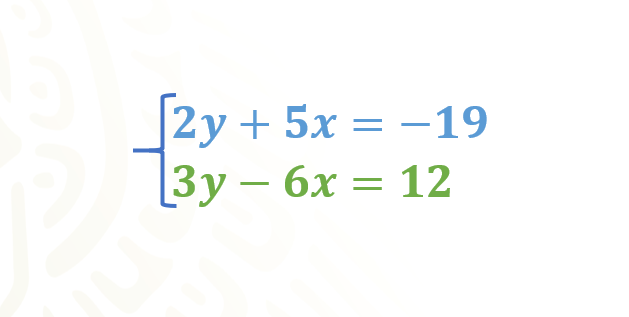 2y + 5x = −19
3y − 6x = 12